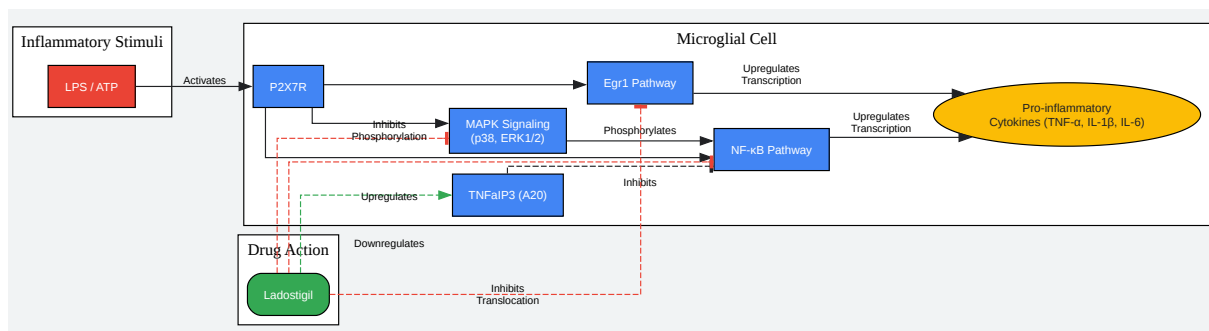 Inflammatory Stimuli
LPS / ATP
Activates
Microglial Cell
P2X7R
Egr1 Pathway
Upregulates
Transcription
Pro-inflammatory
Cytokines (TNF-α, IL-1β, IL-6)
Inhibits
Phosphorylation
MAPK Signaling
(p38, ERK1/2)
Phosphorylates
NF-κB Pathway
Upregulates
Transcription
Upregulates
TNFaIP3 (A20)
Inhibits
Drug Action
Downregulates
Ladostigil
Inhibits
Translocation